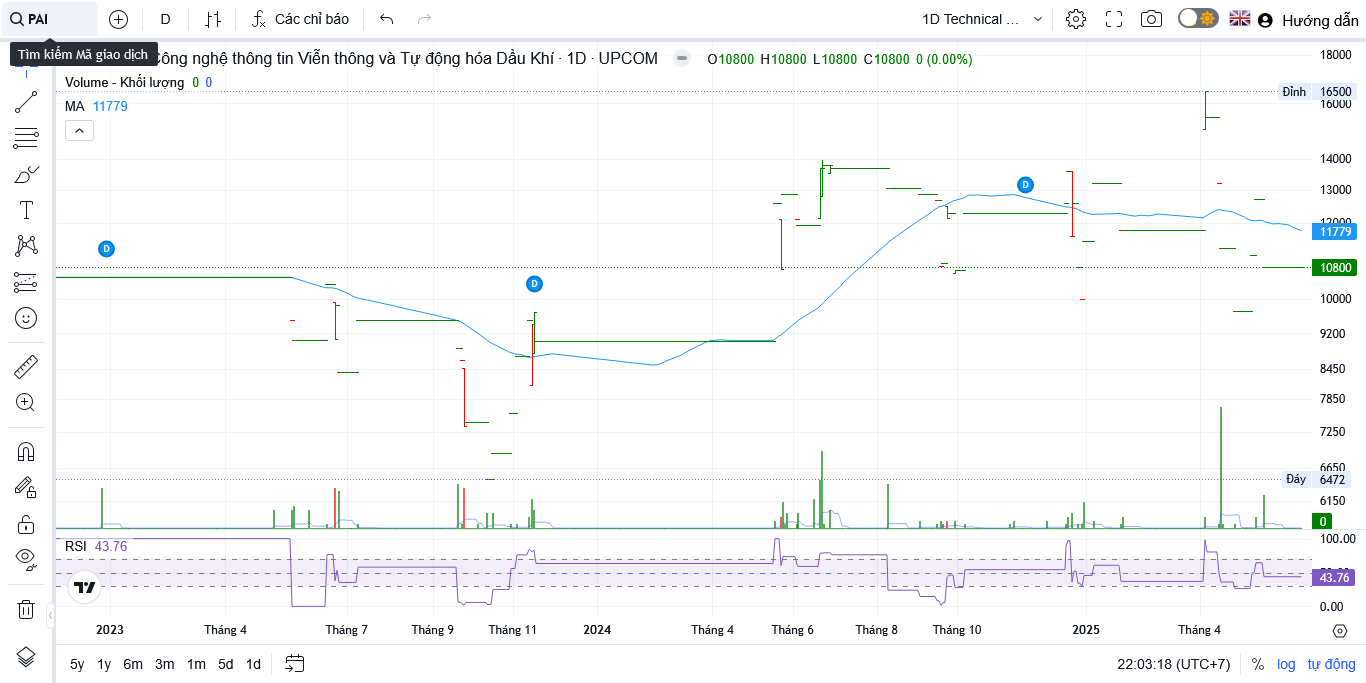 PAI
D
Các chỉ báo
1D Technical ...
Hướng dẫn
Tìm kiếm Mã giao dịch
Công nghệ thông tin Viễn thông và Tự động hóa Dầu Khí · 1D · UPCOM
O10800 H10800 L10800 C10800 0 (0.00%)
Volume - Khối lượng 0 0
MA 11779
18000
Đỉnh 16500
16000
14000
13000
12000
11779
10800
10000
9200
8450
7850
7250
6650
Đáy 6472
6150
0
D
D
D
RSI 43.76
100.00
43.76
0.00
2023 Tháng 4 Tháng 7 Tháng 9 Tháng 11 2024 Tháng 4 Tháng 6 Tháng 8 Tháng 10 2025 Tháng 4
5y 1y 6m 3m 1m 5d 1d
22:03:18 (UTC+7) % log tự động